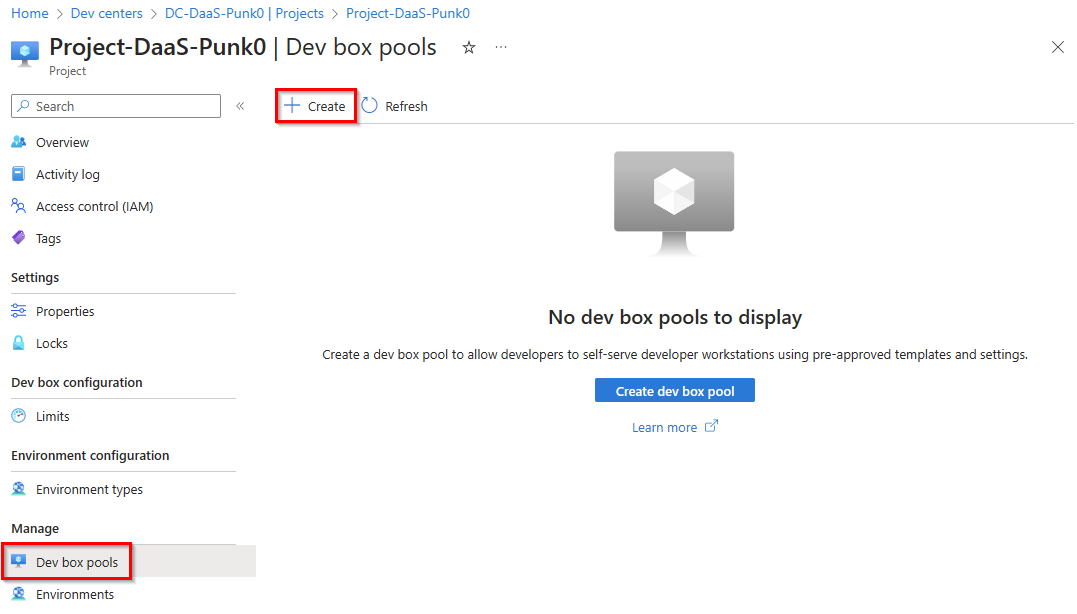 Home > Dev centers > DC-DaaS-Punk0 | Projects > Project-DaaS-Punk0
Project-DaaS-Punk0 | Dev box pools ...
Project
Search «
+ Create Refresh
Overview
Activity log
Access control (IAM)
Tags
Settings
Properties
Locks
Dev box configuration
Limits
Environment configuration
Environment types
Manage
Dev box pools
Environments
No dev box pools to display
Create a dev box pool to allow developers to self-serve developer workstations using pre-approved templates and settings.
Create dev box pool
Learn more